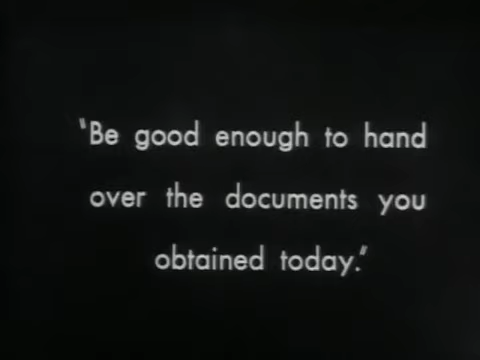 "Be good enough to hand
over the documents you
obtained today."